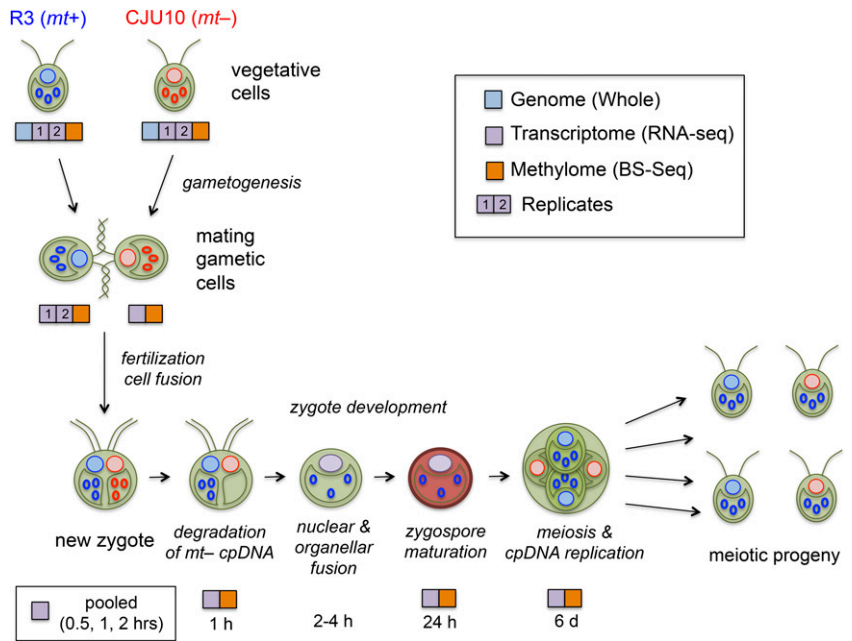 R3 (mt+)
CJU10 (mt–)
vegetative
cells
1 2
1 2
gametogenesis
Genome (Whole)
Transcriptome (RNA-seq)
Methylome (BS-Seq)
1 2 Replicates
mating
gametic
cells
1 2
fertilization
cell fusion
zygote development
new zygote
degradation
of mt– cpDNA
nuclear &
organellar
fusion
zygospore
maturation
meiosis &
cpDNA replication
meiotic progeny
pooled
(0.5, 1, 2 hrs)
1 h
2-4 h
24 h
6 d